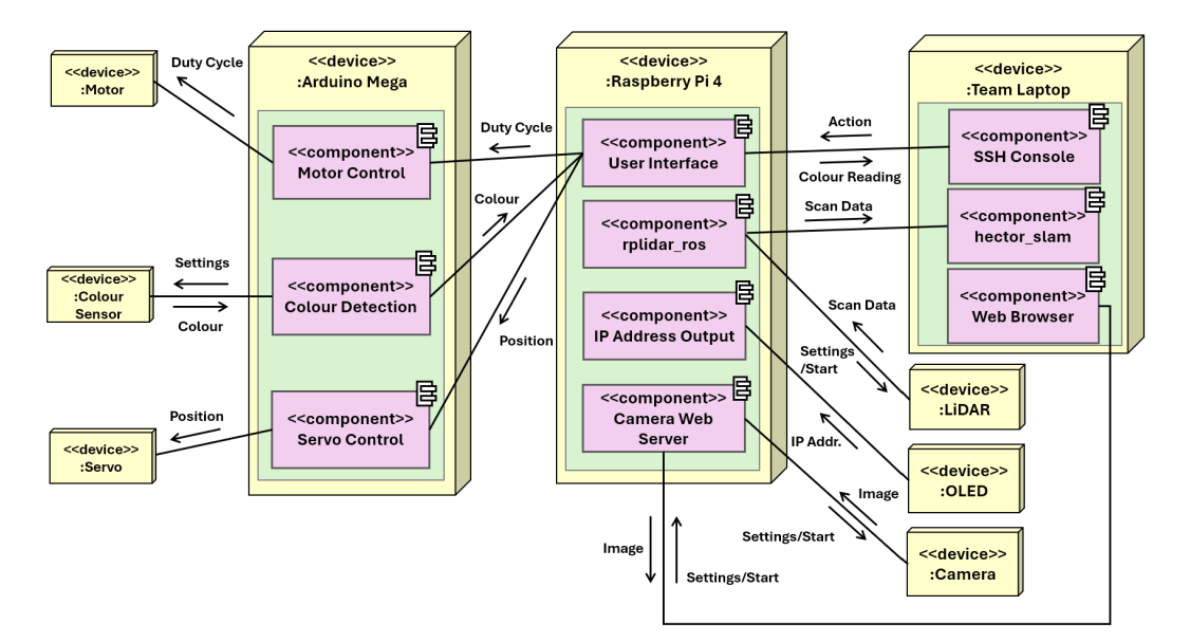 <<device>>
:Motor
Duty Cycle
<<device>>
:Arduino Mega
<<component>>
Motor Control
<<device>>
:Colour
Sensor
Settings
Colour
<<component>>
Colour Detection
<<device>>
:Servo
Position
<<component>>
Servo Control
Duty Cycle
Colour
Position
<<device>>
:Raspberry Pi 4
<<component>>
User Interface
<<component>>
rplidar_ros
<<component>>
IP Address Output
<<component>>
Camera Web
Server
Action
Colour Reading
Scan Data
<<device>>
:Team Laptop
<<component>>
SSH Console
<<component>>
hector_slam
<<component>>
Web Browser
Scan Data
Settings
/Start
<<device>>
:LiDAR
IP Addr.
<<device>>
:OLED
Image
Settings/Start
<<device>>
:Camera
Image
Settings/Start